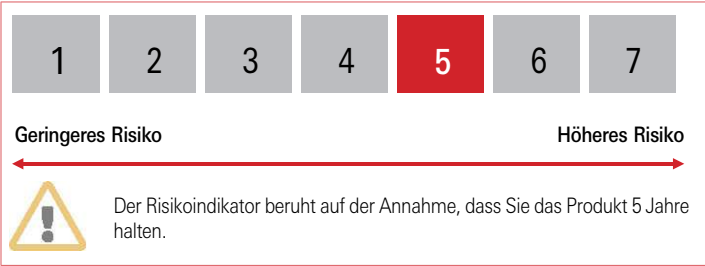 1 2 3 4 5 6 7
Geringeres Risiko Höheres Risiko
Der Risikoindikator beruht auf der Annahme, dass Sie das Produkt 5 Jahre
halten.